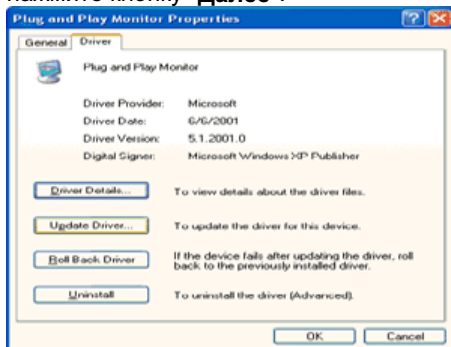 нажмите кнопку "Далее".
Plug and Play Monitor Properties
General Driver
Plug and Play Monitor
Driver Provider: Microsoft
Driver Date: 6/6/2001
Driver Version: 5.1.2001.0
Digital Signer: Microsoft Windows XP Publisher
Driver Details... To view details about the driver files.
Update Driver... To update the driver for this device.
Roll Back Driver If the device fails after updating the driver, roll
back to the previously installed driver.
Uninstall To uninstall the driver (Advanced).
OK Cancel